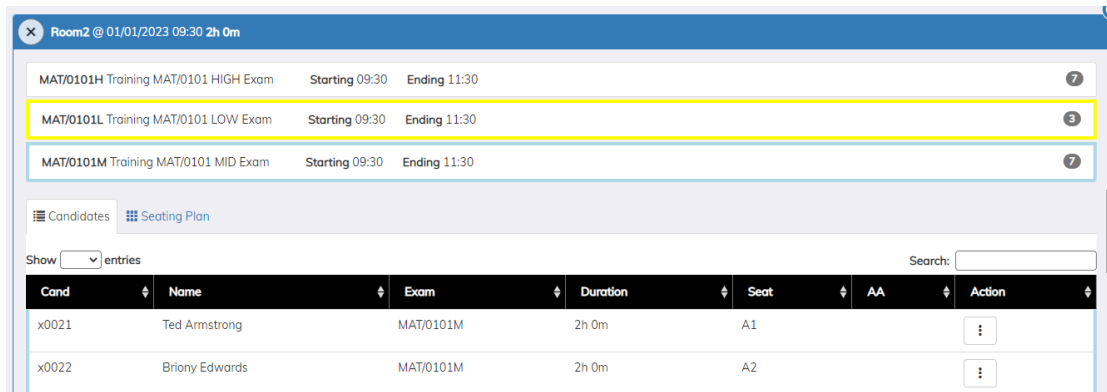 Room2 @ 01/01/2023 09:30 2h 0m
MAT/0101H Training MAT/0101 HIGH Exam Starting 09:30 Ending 11:30 7
MAT/0101L Training MAT/0101 LOW Exam Starting 09:30 Ending 11:30 3
MAT/0101M Training MAT/0101 MID Exam Starting 09:30 Ending 11:30 7
Candidates Seating Plan
Show entries Search:
Cand Name Exam Duration Seat AA Action
x0021 Ted Armstrong MAT/0101M 2h 0m A1
x0022 Briony Edwards MAT/0101M 2h 0m A2